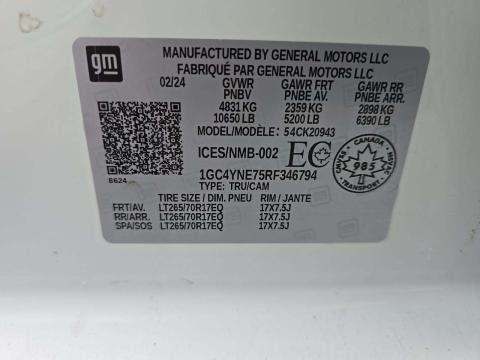 gm
MANUFACTURED BY GENERAL MOTORS LLC
FABRIQUÉ PAR GENERAL MOTORS LLC
02/24 GVWR GAWR FRT GAWR RR
PNBV PNBE AV. PNBE ARR.
4831 KG 2359 KG 2898 KG
10650 LB 5200 LB 6390 LB
MODEL/MODÈLE: 54CK20943
ICES/NMB-002 EC
CANADA
985
1GC4YNE75RF346794
E624
TYPE: TRU/CAM
TIRE SIZE / DIM. PNEU RIM / JANTE
FRT/AV. LT265/70R17EQ 17X7.5J
RR/ARR. LT265/70R17EQ 17X7.5J
SPA/SOS LT265/70R17EQ 17X7.5J